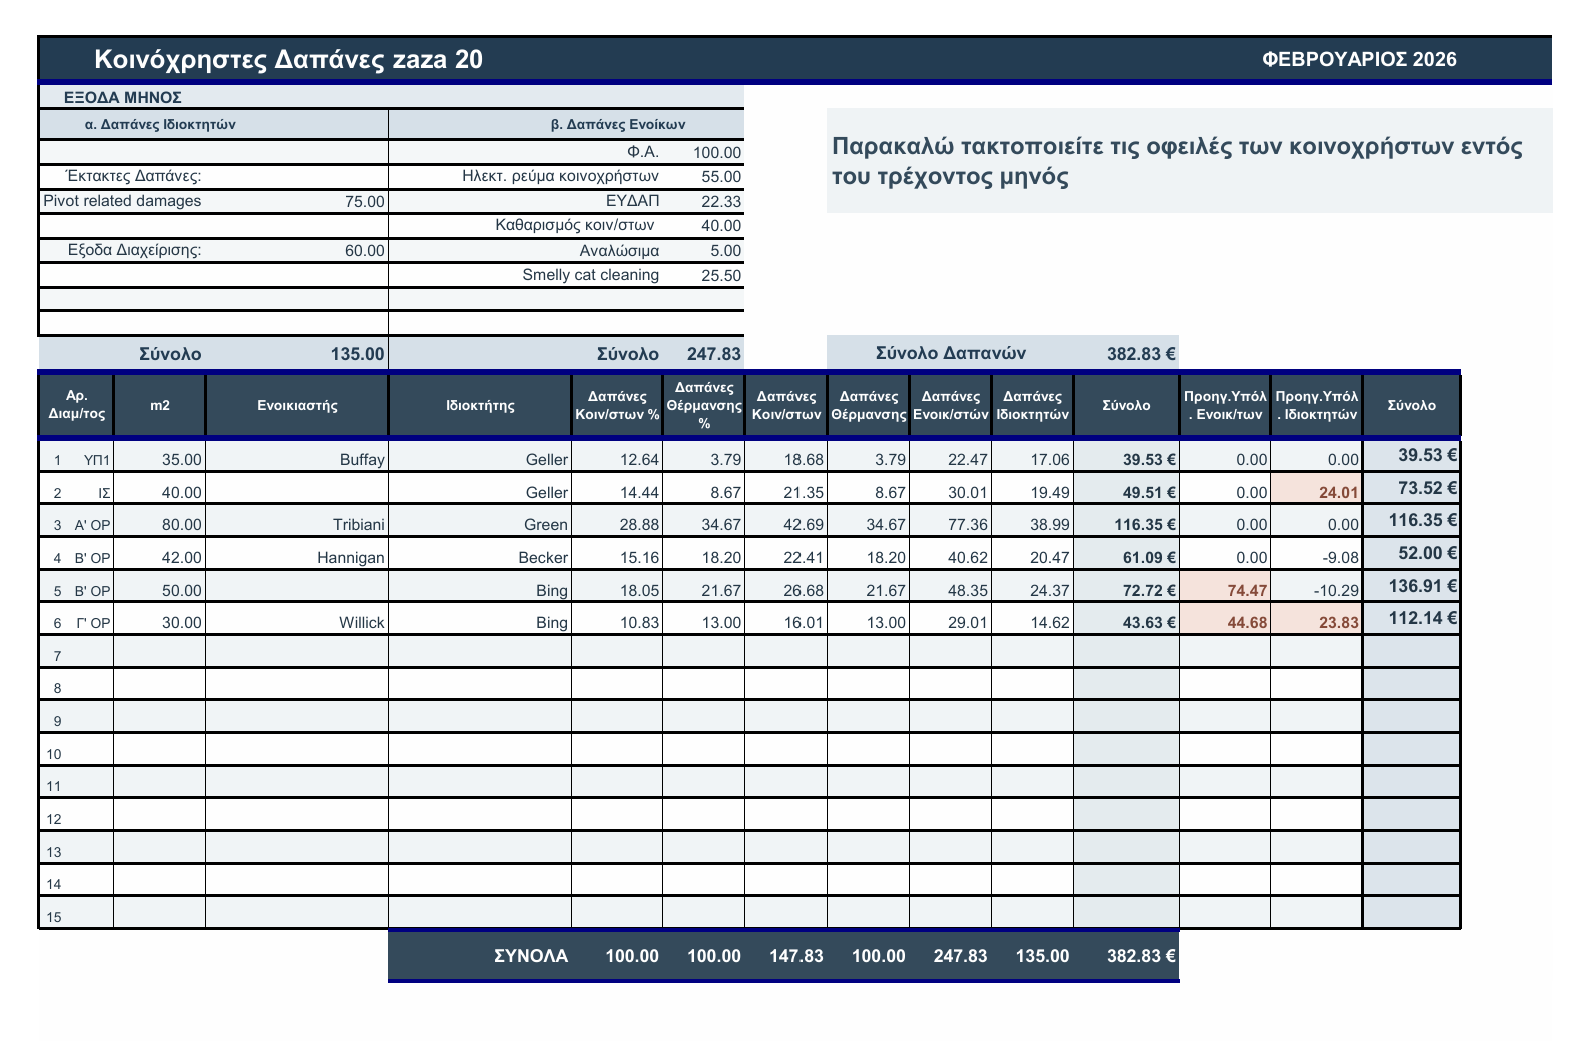 Κοινόχρηστες Δαπάνες zaza 20 ΦΕΒΡΟΥΑΡΙΟΣ 2026
ΕΞΟΔΑ ΜΗΝΟΣ
α. Δαπάνες Ιδιοκτητών β. Δαπάνες Ενοίκων
Φ.Α. 100.00
Έκτακτες Δαπάνες: Ηλεκτ. ρεύμα κοινοχρήστων 55.00
Pivot related damages 75.00 ΕΥΔΑΠ 22.33
Καθαρισμός κοιν/στων 40.00
Εξοδα Διαχείρισης: 60.00 Αναλώσιμα 5.00
Smelly cat cleaning 25.50
Παρακαλώ τακτοποιείτε τις οφειλές των κοινοχρήστων εντός
του τρέχοντος μηνός
Σύνολο 135.00 Σύνολο 247.83 Σύνολο Δαπανών 382.83 €
Αρ. Διαμ/τος m2 Ενοικιαστής Ιδιοκτήτης Δαπάνες Κοιν/στων % Δαπάνες Θέρμανσης % Δαπάνες Κοιν/στων Δαπάνες Θέρμανσης Δαπάνες Ενοικ/στών Δαπάνες Ιδιοκτητών Σύνολο Προηγ.Υπόλ. Ενοικ/των Προηγ.Υπόλ. Ιδιοκτητών Σύνολο
1 ΥΠ1 35.00 Buffay Geller 12.64 3.79 18.68 3.79 22.47 17.06 39.53 € 0.00 0.00 39.53 €
2 ΙΣ 40.00 Geller 14.44 8.67 21.35 8.67 30.01 19.49 49.51 € 0.00 24.01 73.52 €
3 Α' ΟΡ 80.00 Tribiani Green 28.88 34.67 42.69 34.67 77.36 38.99 116.35 € 0.00 0.00 116.35 €
4 Β' ΟΡ 42.00 Hannigan Becker 15.16 18.20 22.41 18.20 40.62 20.47 61.09 € 0.00 -9.08 52.00 €
5 Β' ΟΡ 50.00 Bing 18.05 21.67 26.68 21.67 48.35 24.37 72.72 € 74.47 -10.29 136.91 €
6 Γ' ΟΡ 30.00 Willick Bing 10.83 13.00 16.01 13.00 29.01 14.62 43.63 € 44.68 23.83 112.14 €
7
8
9
10
11
12
13
14
15
ΣΥΝΟΛΑ 100.00 100.00 147.83 100.00 247.83 135.00 382.83 €